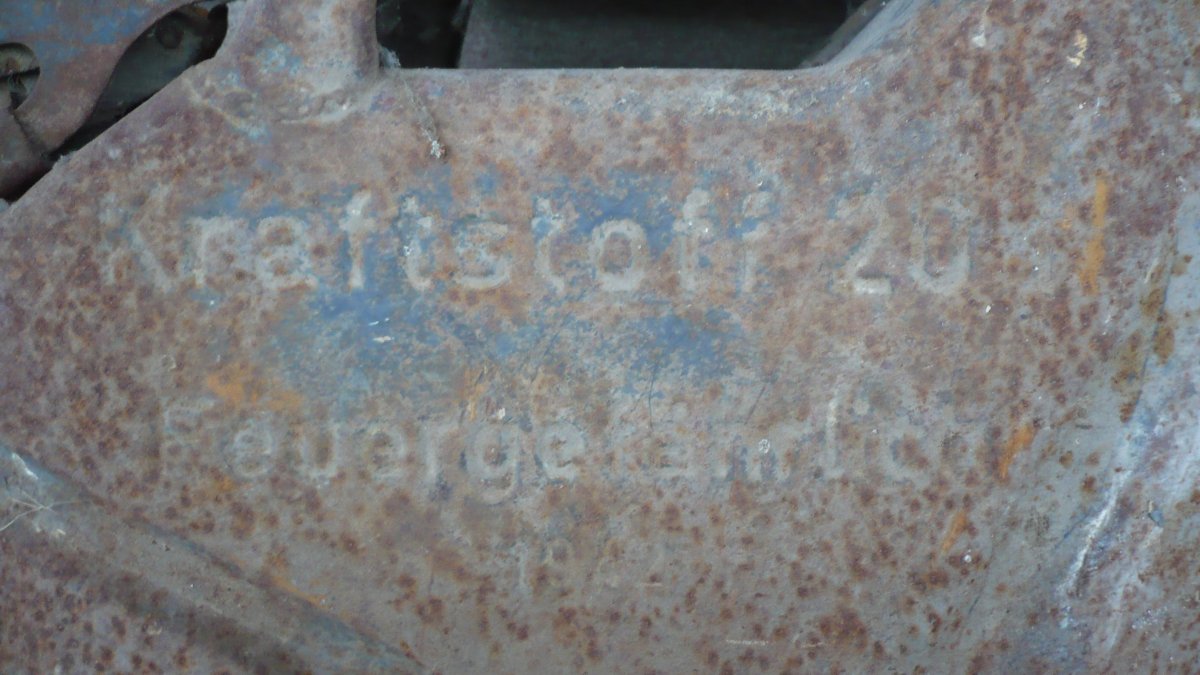 Kraftstoff 20 l
Feuergefährlich